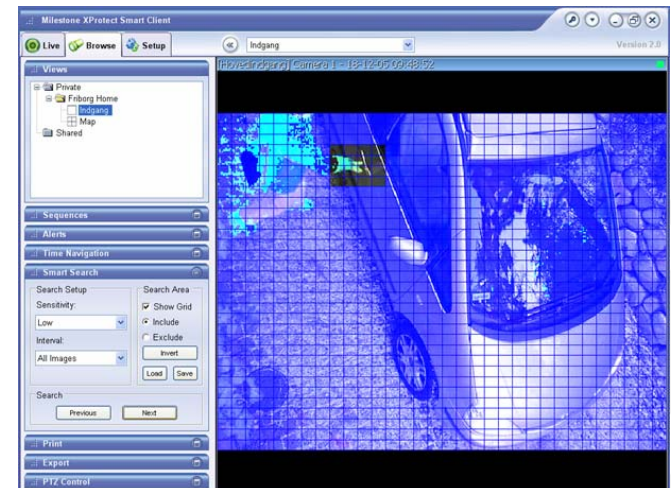 Milestone XProtect Smart Client
Live Browse Setup
Indgang
Version 2.0
Views
Private
Friborg Home
Indgang
Map
Shared
[Hovedindgang] Camera 1 - 18-12-05 09:48:52
Sequences
Alerts
Time Navigation
Smart Search
Search Setup
Sensitivity:
Low
Interval:
All Images
Search Area
Show Grid
Include
Exclude
Invert
Load Save
Search
Previous Next
Print
Export
PTZ Control